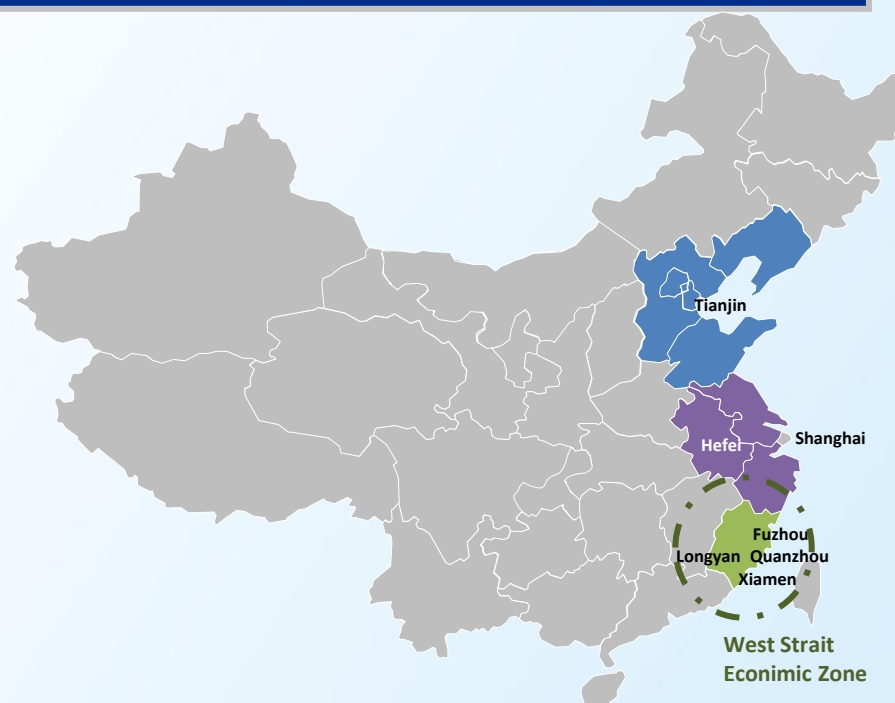 Tianjin
Shanghai
Hefei
Fuzhou
Longyan Quanzhou
Xiamen
West Strait
Econimic Zone